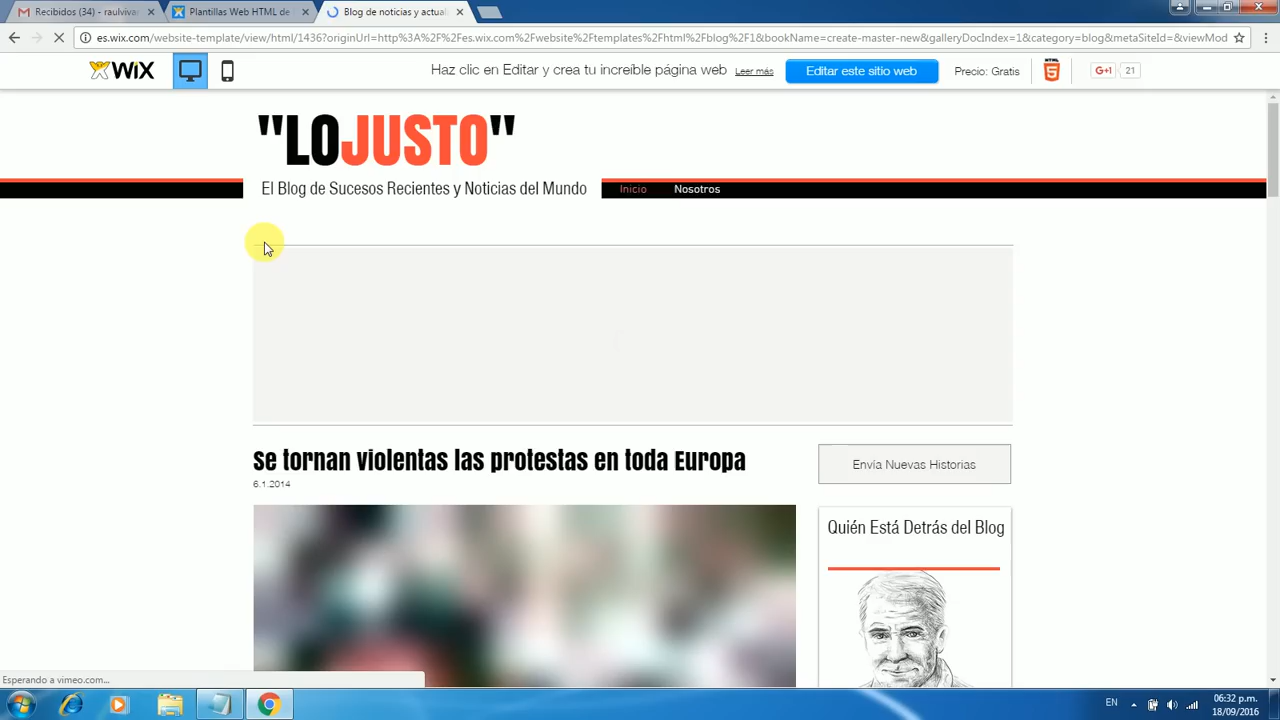 Recibidos (34) - raulvivar
Plantillas Web HTML de
Blog de noticias y actual
es.wix.com/website-template/view/html/1436?originUrl=http%3A%2F%2Fes.wix.com%2Fwebsite%2Ftemplates%2Fhtml%2Fblog%2F1&bookName=create-master-new&galleryDocIndex=1&category=blog&metaSiteId=&viewMod
WiX
Haz clic en Editar y crea tu increíble página web
Leer más
Editar este sitio web
Precio: Gratis
HTML
5
G+1
21
"LOJUSTO"
El Blog de Sucesos Recientes y Noticias del Mundo
Inicio
Nosotros
Se tornan violentas las protestas en toda Europa
6.1.2014
Envía Nuevas Historias
Quién Está Detrás del Blog
Esperando a vimeo.com...
EN
06:32 p.m.
18/09/2016